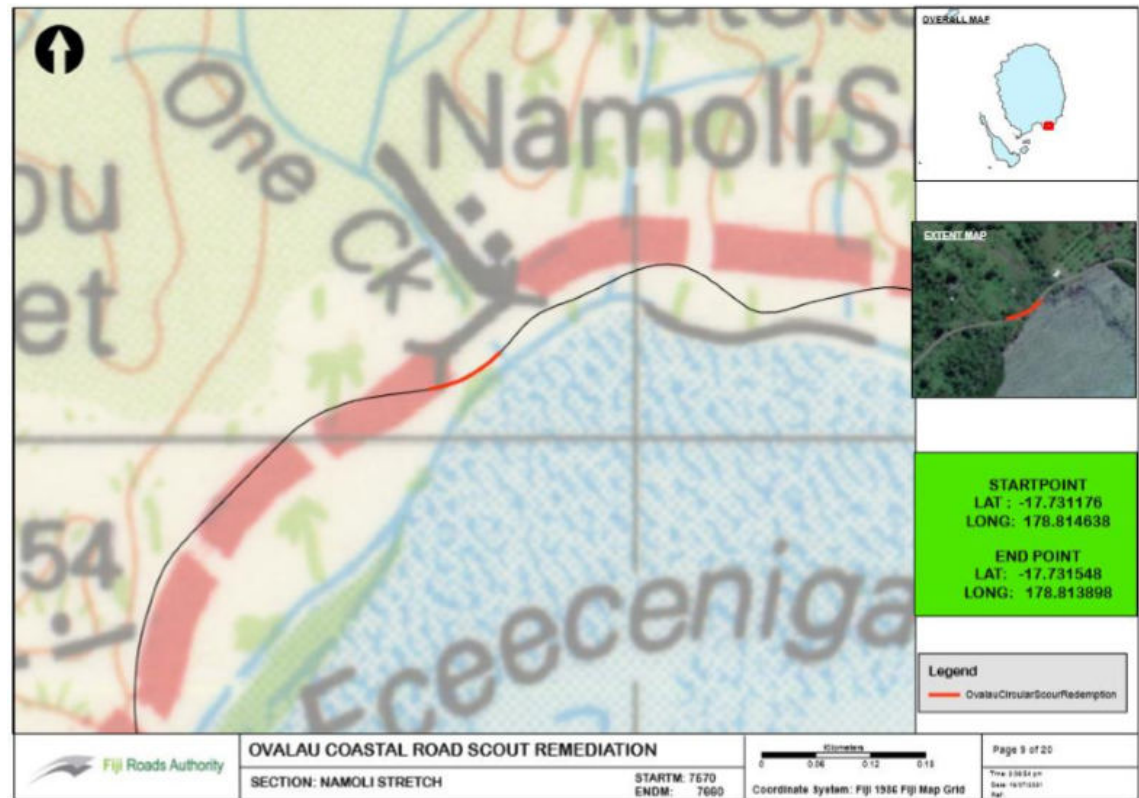 One Ck
Namoli S
ou
et
54
Eceeceniga
OVERALL MAP
EXTENT MAP
STARTPOINT
LAT : -17.731176
LONG: 178.814638
END POINT
LAT: -17.731548
LONG: 178.813898
Legend
OvalauCircularScourRedemption
Fiji Roads Authority
OVALAU COASTAL ROAD SCOUT REMEDIATION
SECTION: NAMOLI STRETCH
STARTM: 7670
ENDM: 7660
Kilometers
0 0.06 0.12 0.18
Coordinate System: Fiji 1986 Fiji Map Grid
Page 9 of 20